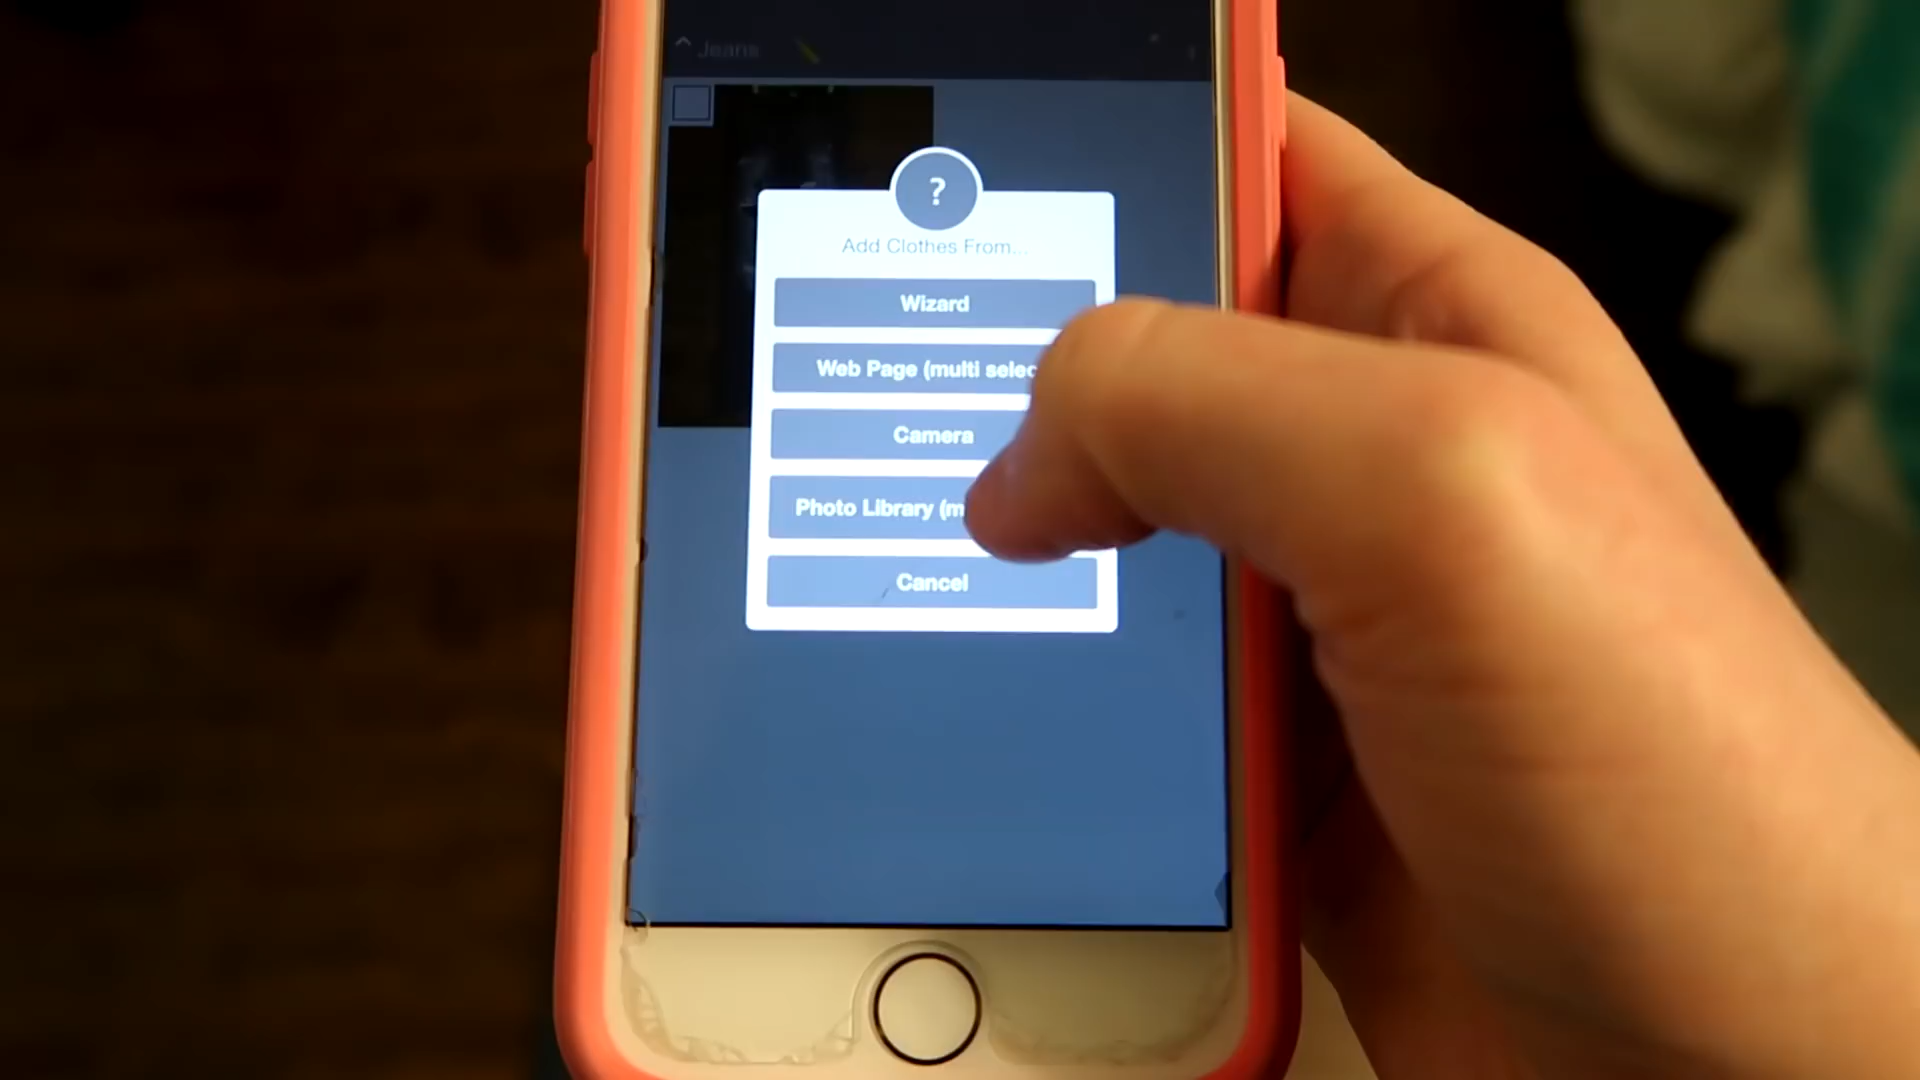 Jeans
?
Add Clothes From...
Wizard
Web Page (multi selec
Camera
Photo Library (m
Cancel